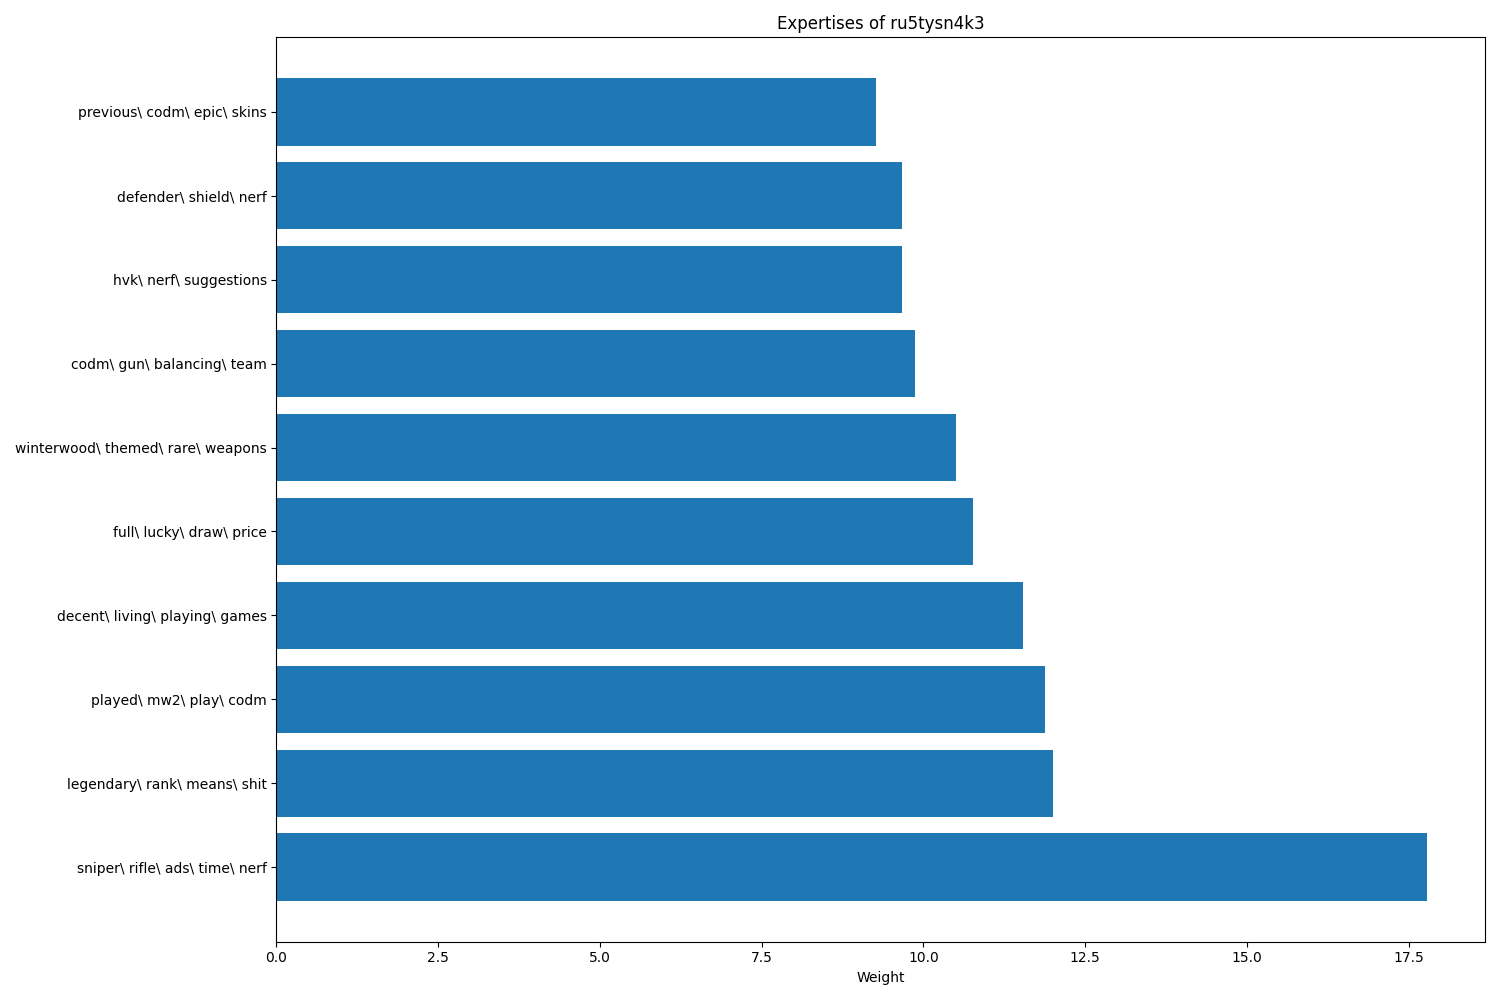 Expertises of ru5tysn4k3
previous\ codm\ epic\ skins
defender\ shield\ nerf
hvk\ nerf\ suggestions
codm\ gun\ balancing\ team
winterwood\ themed\ rare\ weapons
full\ lucky\ draw\ price
decent\ living\ playing\ games
played\ mw2\ play\ codm
legendary\ rank\ means\ shit
sniper\ rifle\ ads\ time\ nerf
0.0 2.5 5.0 7.5 10.0 12.5 15.0 17.5
Weight